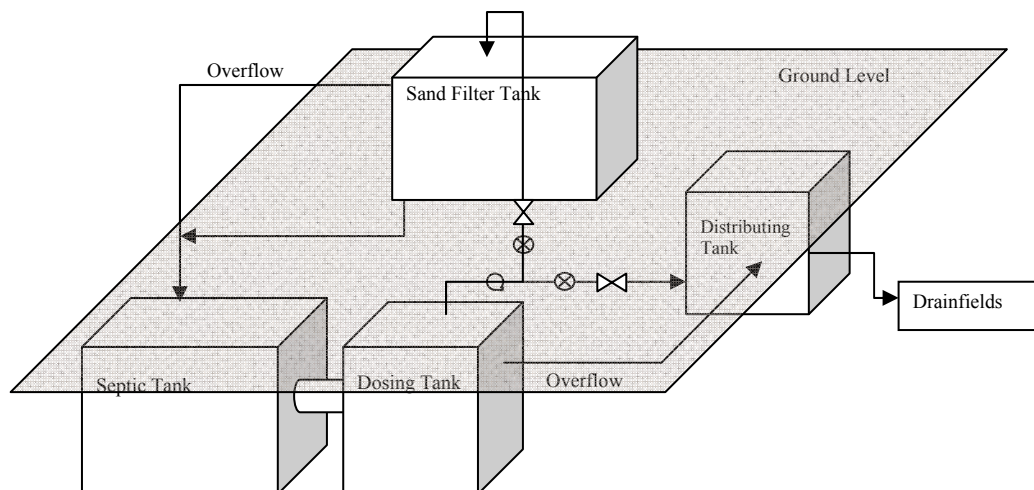 Overflow
Ground Level
Sand Filter Tank
Distributing
Tank
Drainfields
Septic Tank
Dosing Tank
Overflow